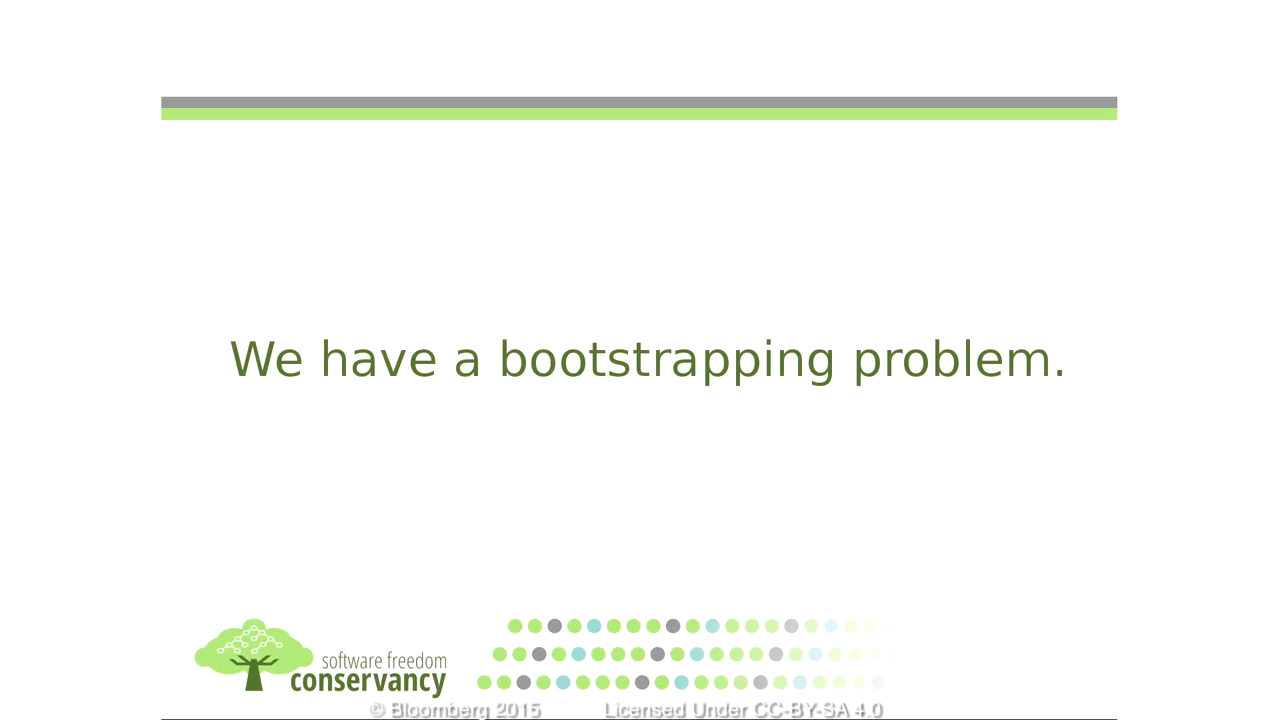 We have a bootstrapping problem.
software freedom
conservancy
© Bloomberg 2015 Licensed Under CC-BY-SA 4.0